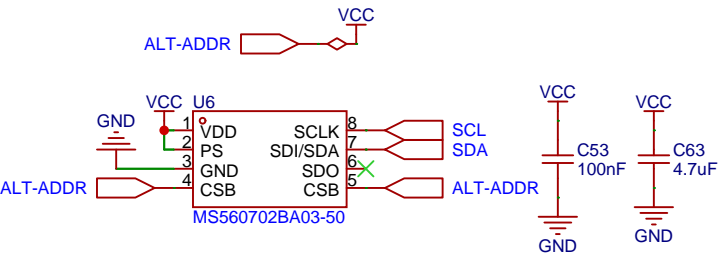 VCC
ALT-ADDR
VCC
U6
GND
1
VDD
SCLK
8
SCL
2
PS
SDI/SDA
7
SDA
3
GND
SDO
6
ALT-ADDR
4
CSB
CSB
5
ALT-ADDR
MS560702BA03-50
VCC
C53
100nF
GND
VCC
C63
4.7uF
GND